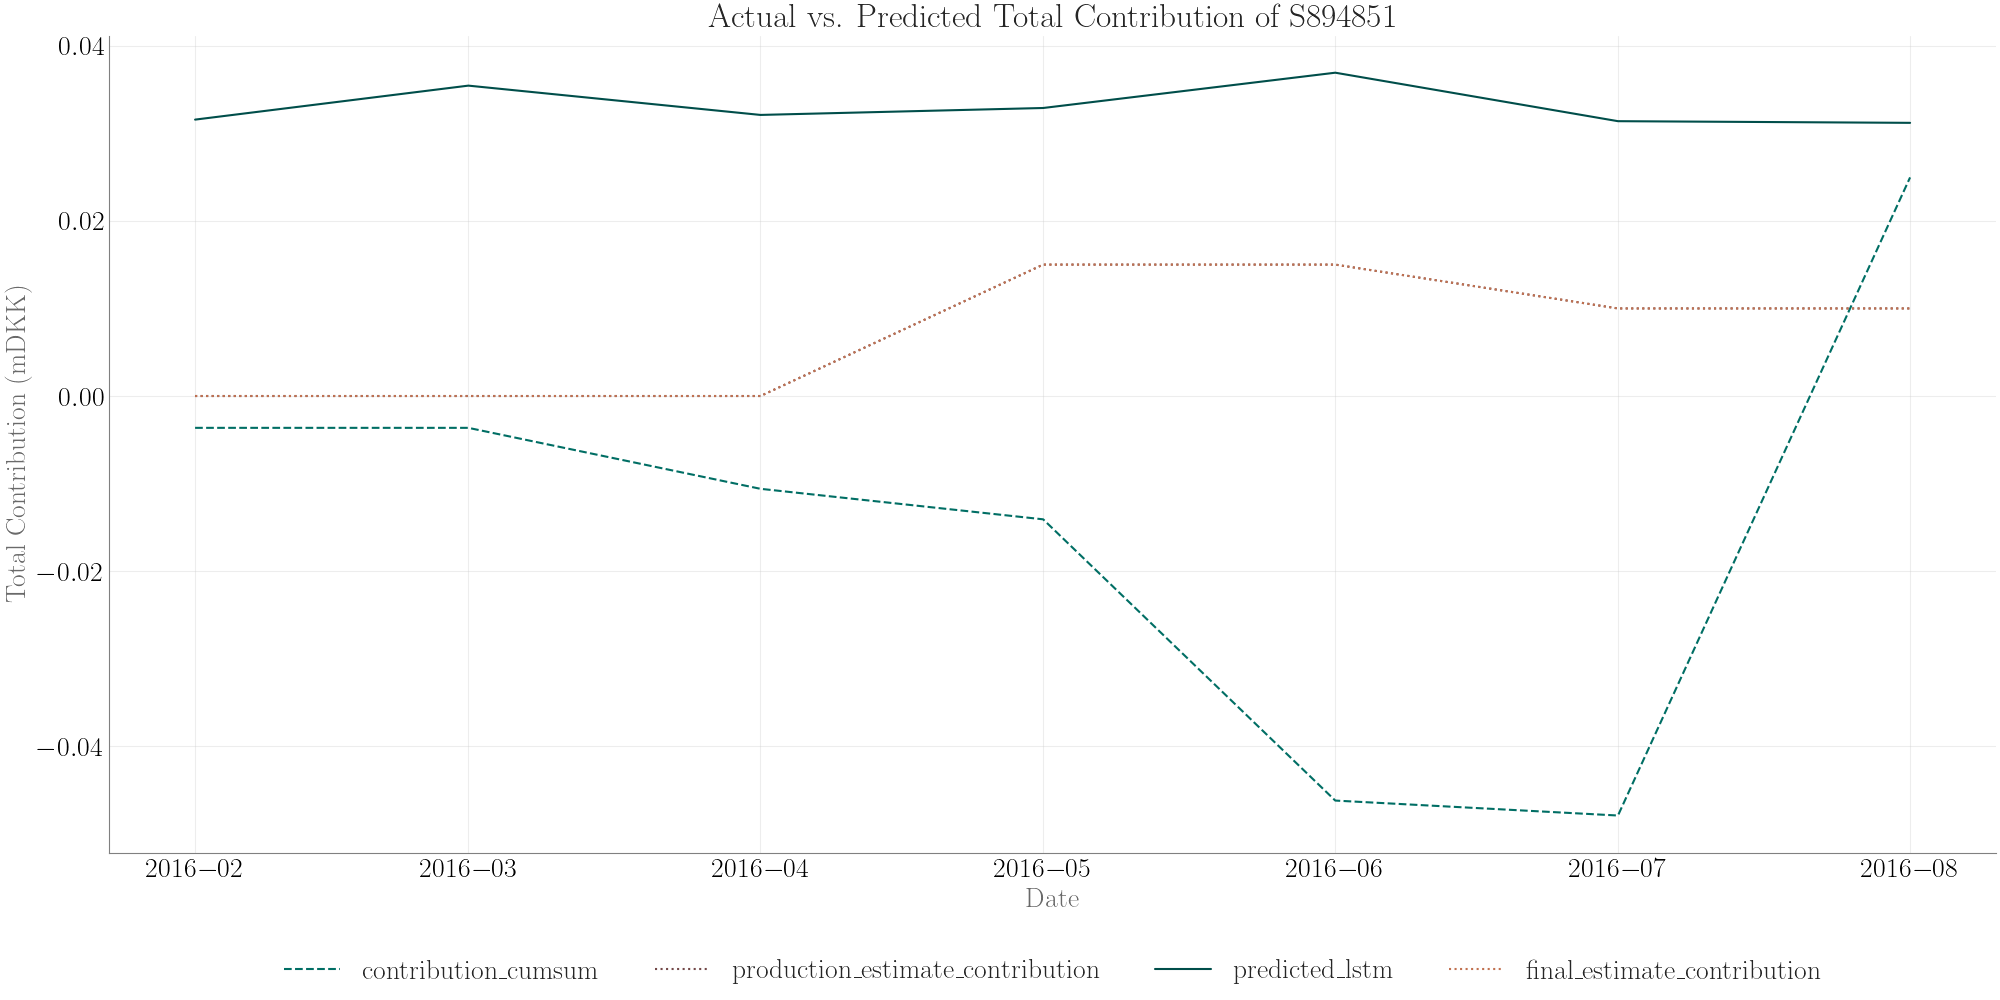 Actual vs. Predicted Total Contribution of S894851
Total Contribution (mDKK)
0.04
0.02
0.00
−0.02
−0.04
2016−02 2016−03 2016−04 2016−05 2016−06 2016−07 2016−08
Date
contribution_cumsum production_estimate_contribution predicted_lstm final_estimate_contribution